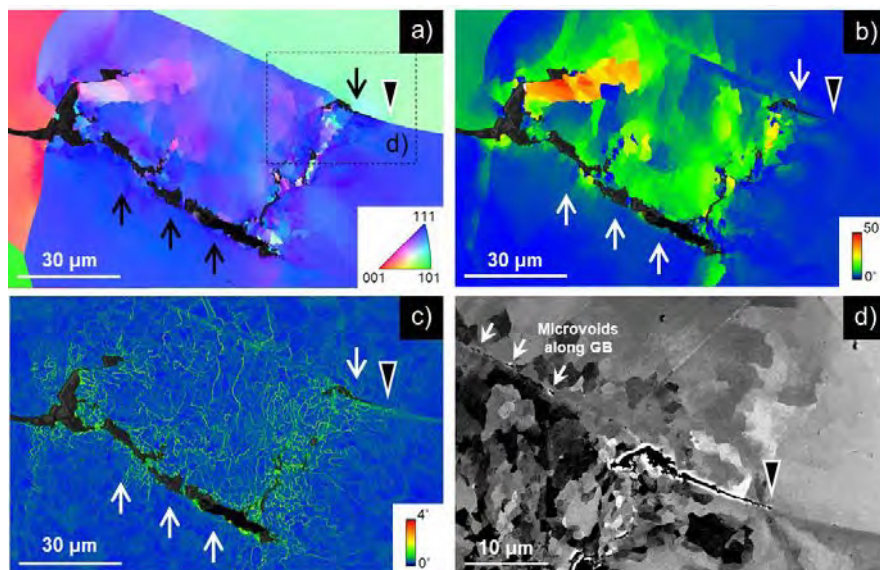 a)
d)
111
001
101
30 µm
b)
50
0°
30 µm
c)
4°
0°
30 µm
d)
Microvoids
along GB
10 µm